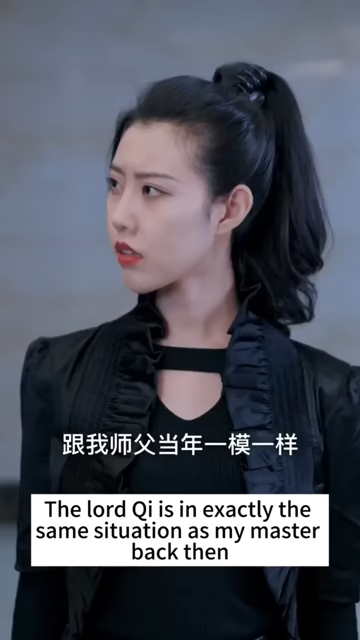 跟我师父当年一模一样
The lord Qi is in exactly the
same situation as my master
back then